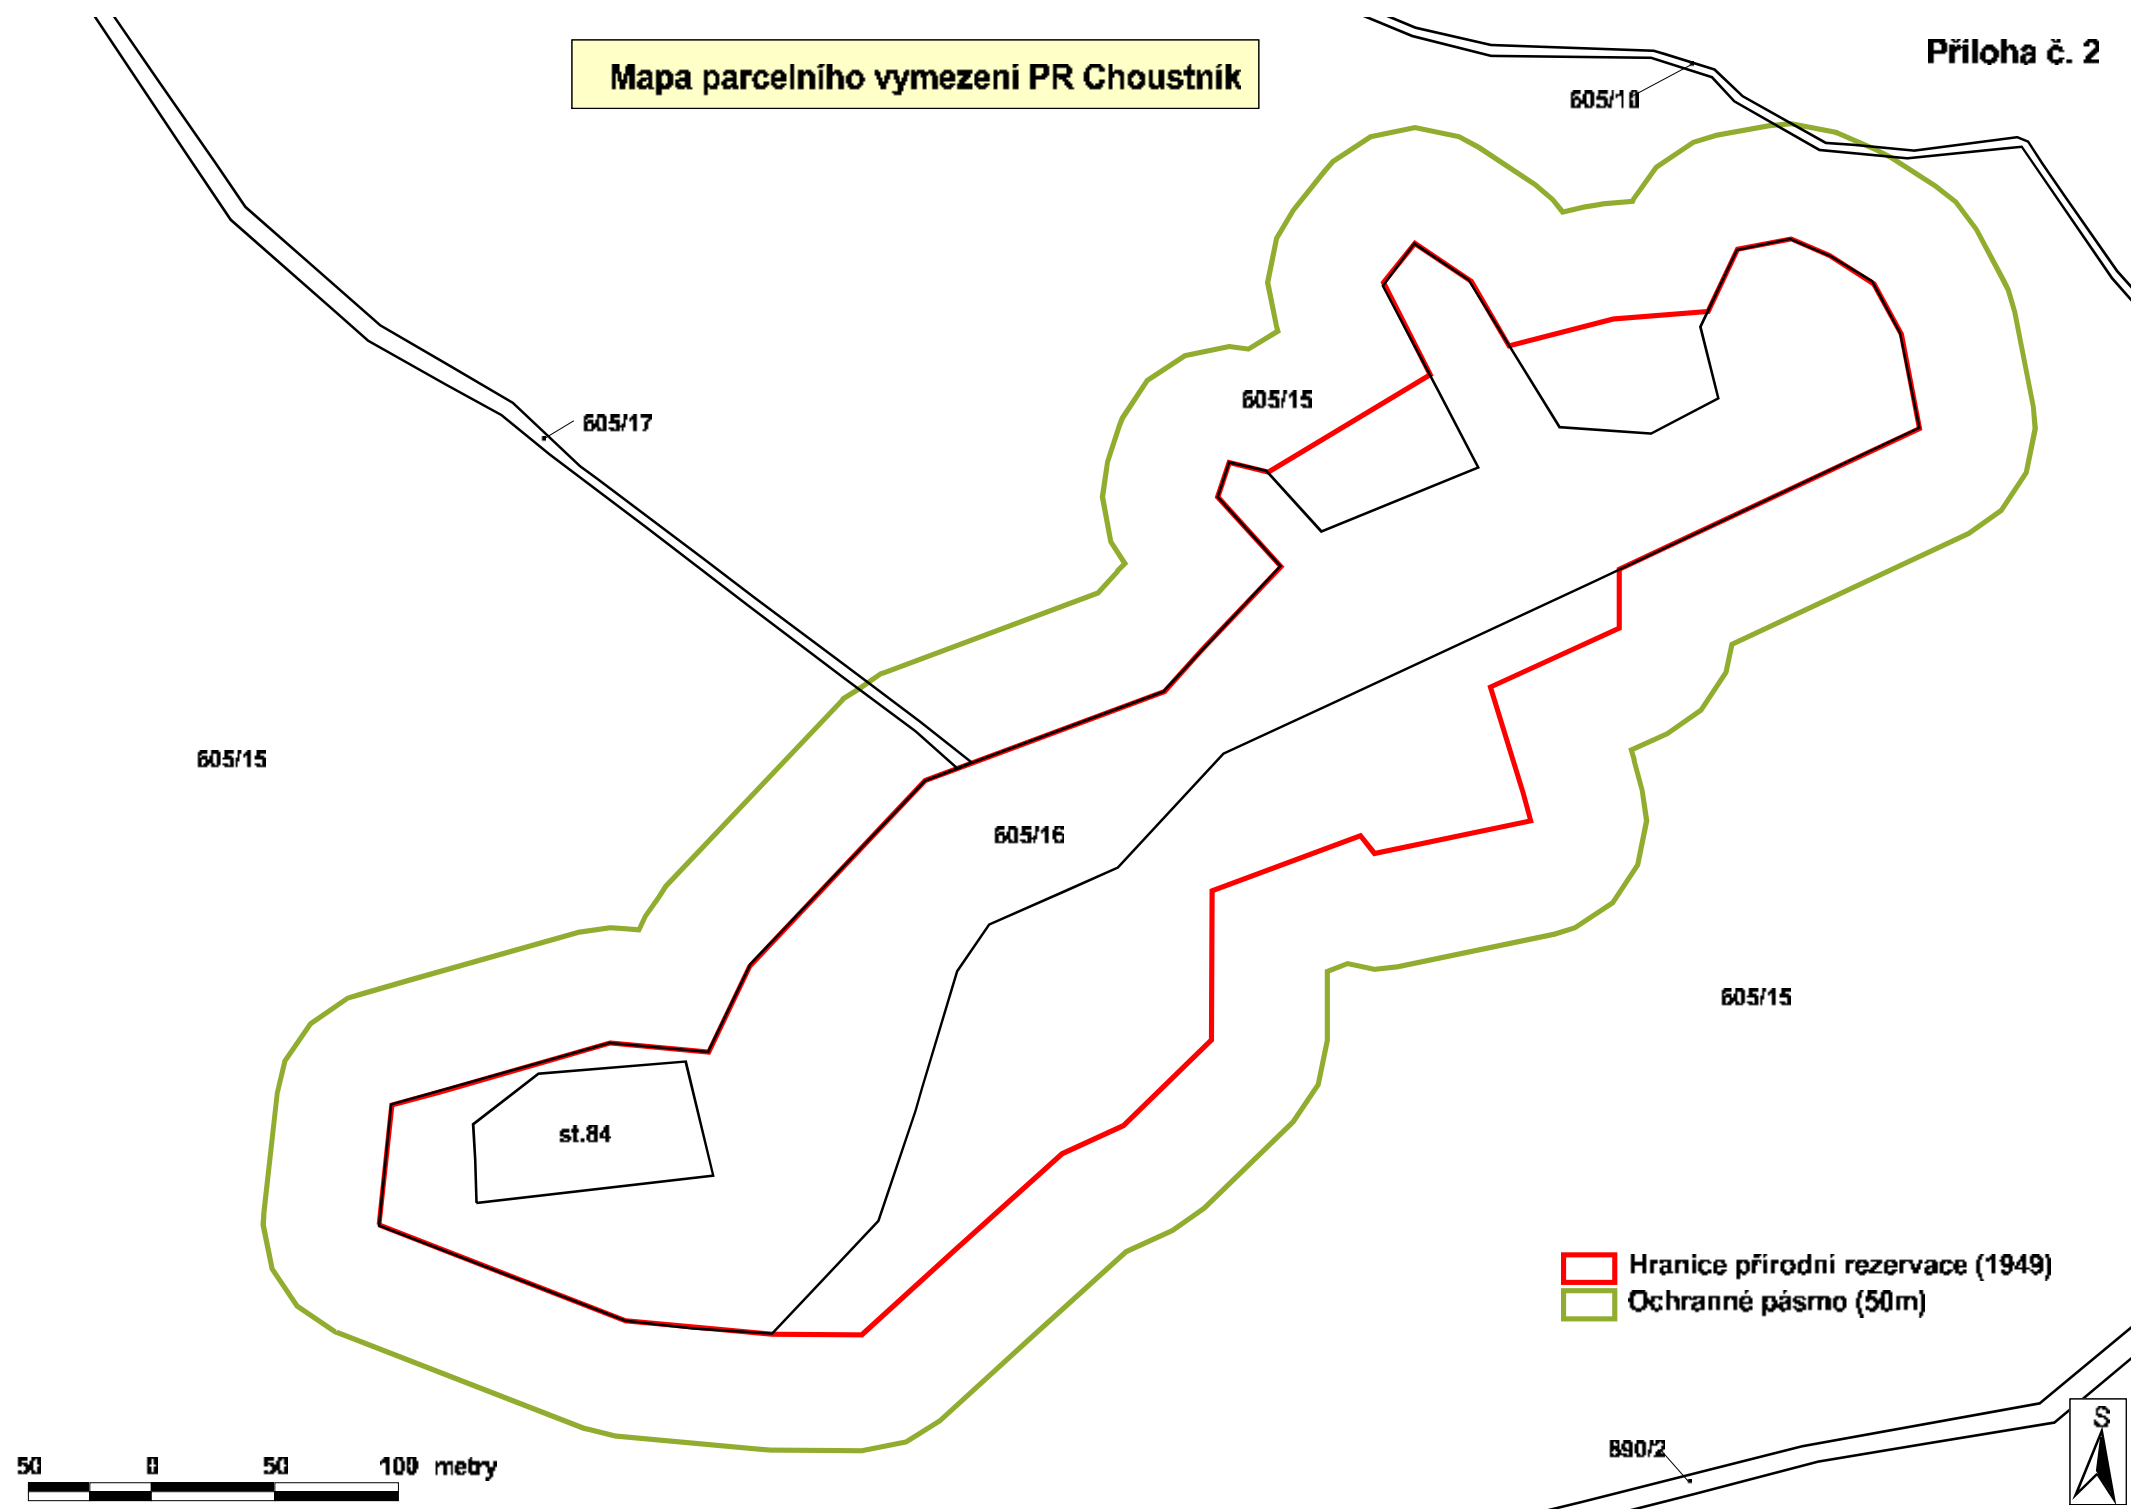 Mapa parcelního vymezení PR Choustník
Příloha č. 2
605/10
605/15
605/17
605/15
605/16
605/15
st.84
Hranice přírodní rezervace (1949)
Ochranné pásmo (50m)
S
890/2
50 0 50 100 metry